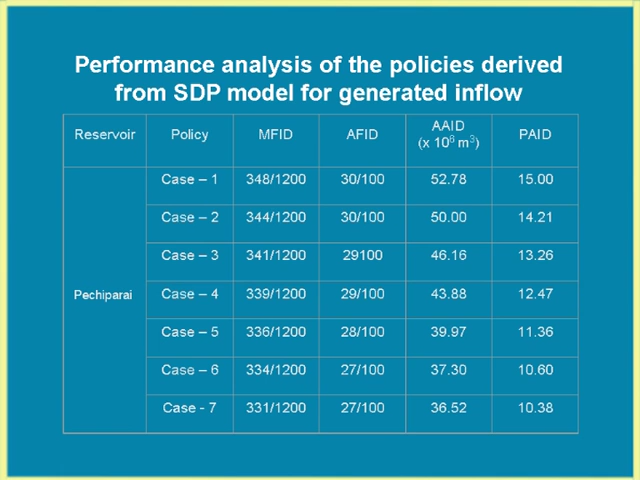 Performance analysis of the policies derived
from SDP model for generated inflow
Reservoir Policy MFID AFID AAID (x 10⁶ m³) PAID
Case – 1 348/1200 30/100 52.78 15.00
Case – 2 344/1200 30/100 50.00 14.21
Case – 3 341/1200 29100 46.16 13.26
Pechiparai Case – 4 339/1200 29/100 43.88 12.47
Case – 5 336/1200 28/100 39.97 11.36
Case – 6 334/1200 27/100 37.30 10.60
Case - 7 331/1200 27/100 36.52 10.38